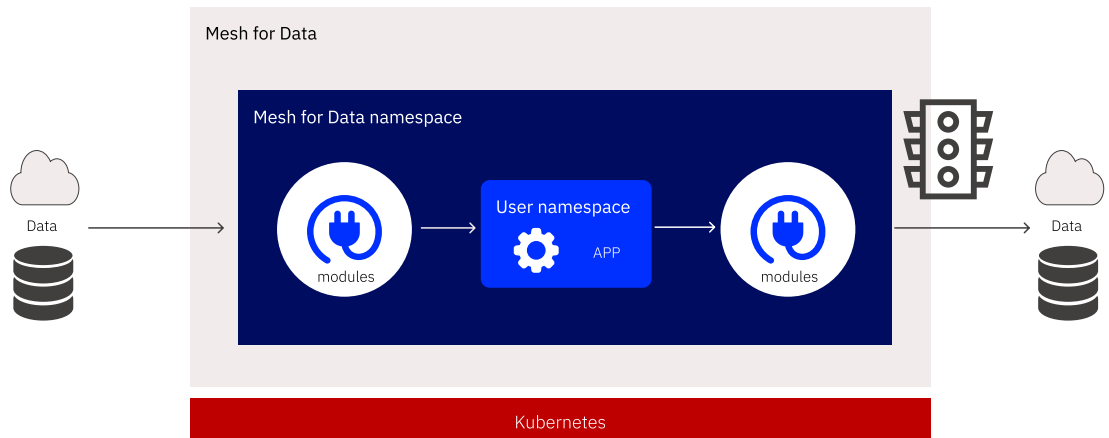 Mesh for Data
Mesh for Data namespace
Data
modules
User namespace
APP
modules
Data
Kubernetes